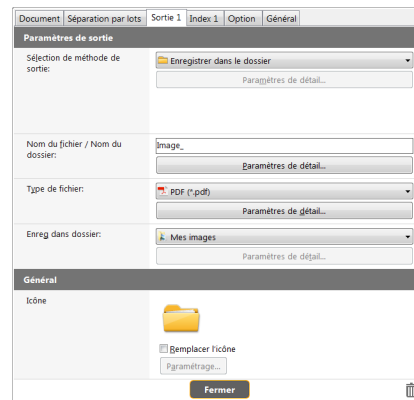 Document Séparation par lots Sortie 1 Index 1 Option Général
Paramètres de sortie
Sélection de méthode de
sortie:
Enregistrer dans le dossier
Paramètres de détail...
Nom du fichier / Nom du
dossier:
Image_
Paramètres de détail...
Type de fichier:
PDF (*.pdf)
Paramètres de détail...
Enreg dans dossier:
Mes images
Paramètres de détail...
Général
Icône
Remplacer l'icône
Paramétrage...
Fermer